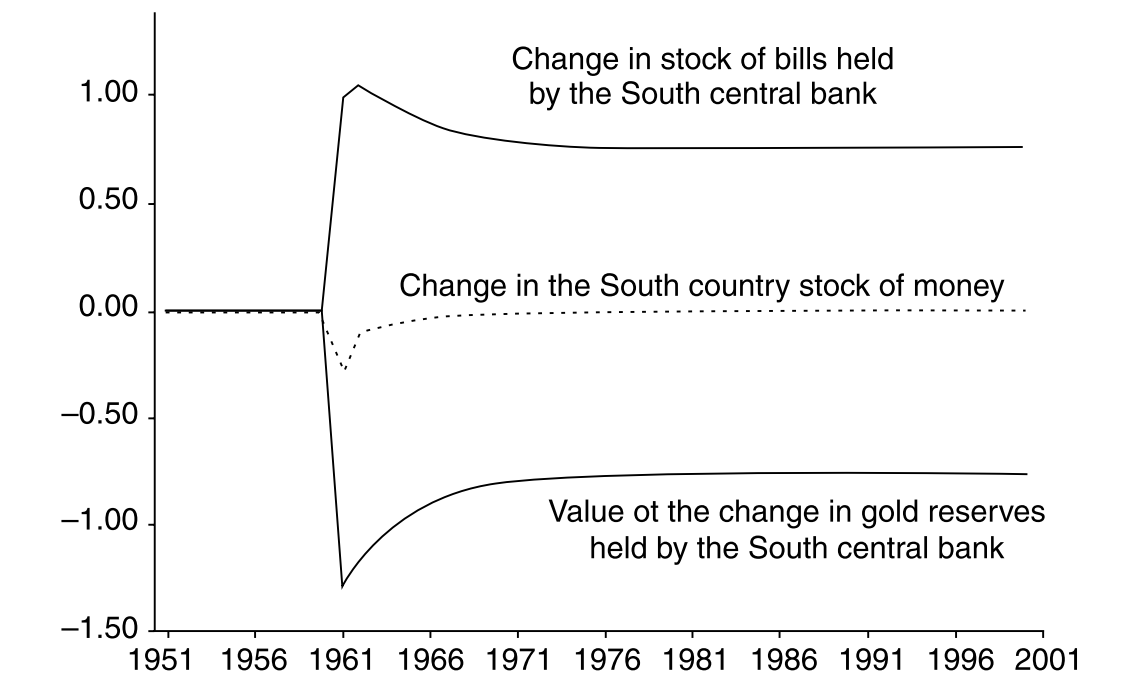 Change in stock of bills held
by the South central bank
1.00
0.50
Change in the South country stock of money
0.00
–0.50
–1.00
Value ot the change in gold reserves
held by the South central bank
–1.50
1951 1956 1961 1966 1971 1976 1981 1986 1991 1996 2001